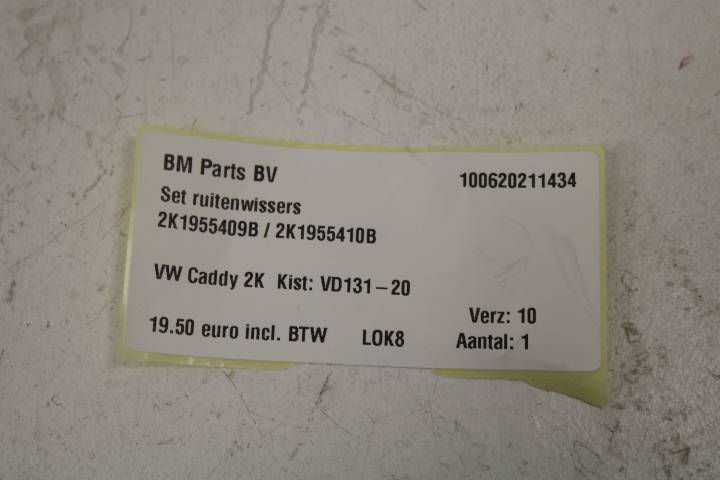 BM Parts BV 100620211434
Set ruitenwissers
2K1955409B / 2K1955410B
VW Caddy 2K Kist: VD131-20
Verz: 10
19.50 euro incl. BTW LOK8 Aantal: 1